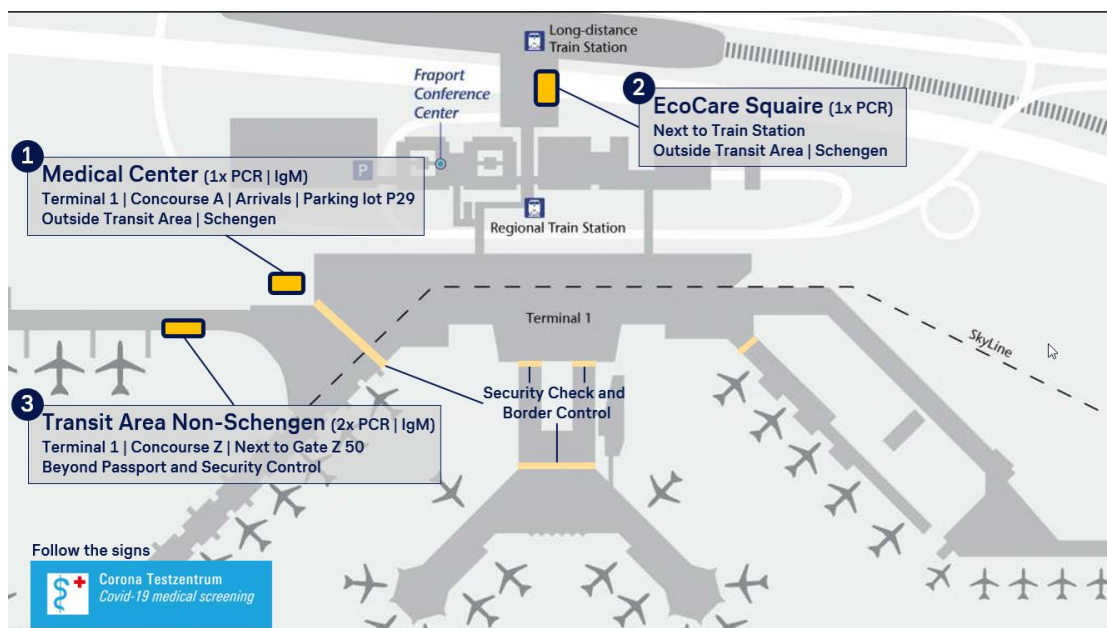 Long-distance
Train Station
Fraport
Conference
Center
2
EcoCare Squaire (1x PCR)
Next to Train Station
Outside Transit Area | Schengen
1
Medical Center (1x PCR | IgM)
Terminal 1 | Concourse A | Arrivals | Parking lot P29
Outside Transit Area | Schengen
P
Regional Train Station
Terminal 1
SkyLine
Security Check and
Border Control
3
Transit Area Non-Schengen (2x PCR | IgM)
Terminal 1 | Concourse Z | Next to Gate Z 50
Beyond Passport and Security Control
Follow the signs
Corona Testzentrum
Covid-19 medical screening